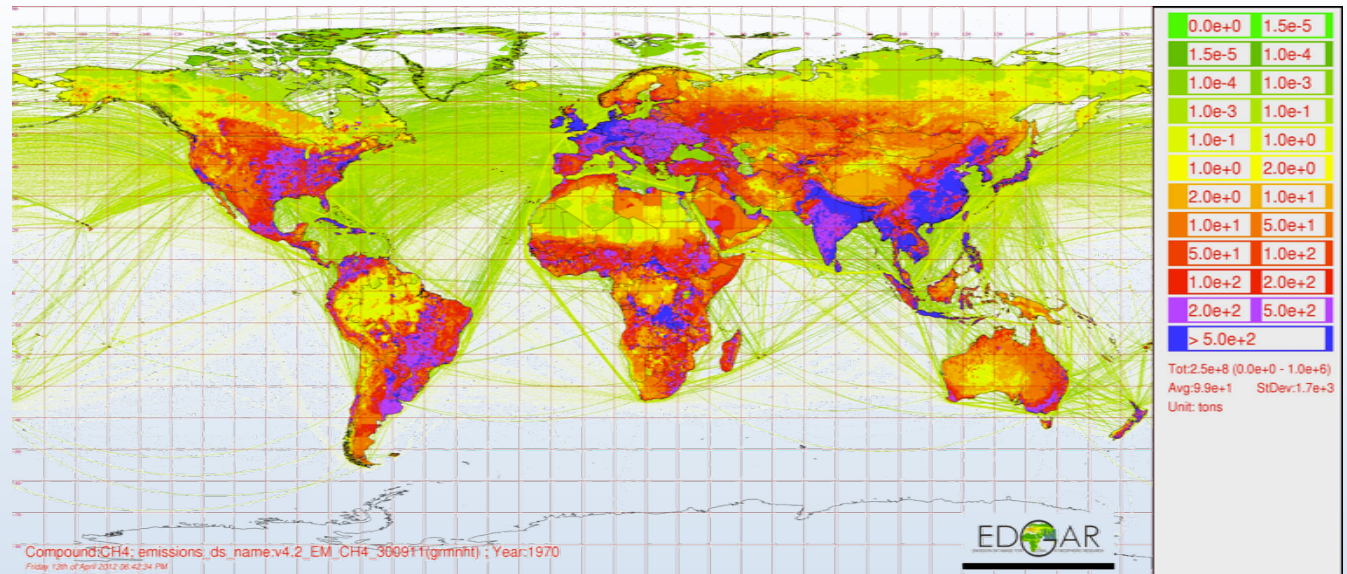 0.0e+0 1.5e-5
1.5e-5 1.0e-4
1.0e-4 1.0e-3
1.0e-3 1.0e-1
1.0e-1 1.0e+0
1.0e+0 2.0e+0
2.0e+0 1.0e+1
1.0e+1 5.0e+1
5.0e+1 1.0e+2
1.0e+2 2.0e+2
2.0e+2 5.0e+2
> 5.0e+2
Tot:2.5e+8 (0.0e+0 - 1.0e+6)
Avg:9.9e+1 StDev:1.7e+3
Unit: tons
EDGAR
Compound:CH4; emissions_ds_name:v4.2_EM_CH4_300911(grmnht) ; Year:1970
Friday 13th of April 2012 06:42:34 PM